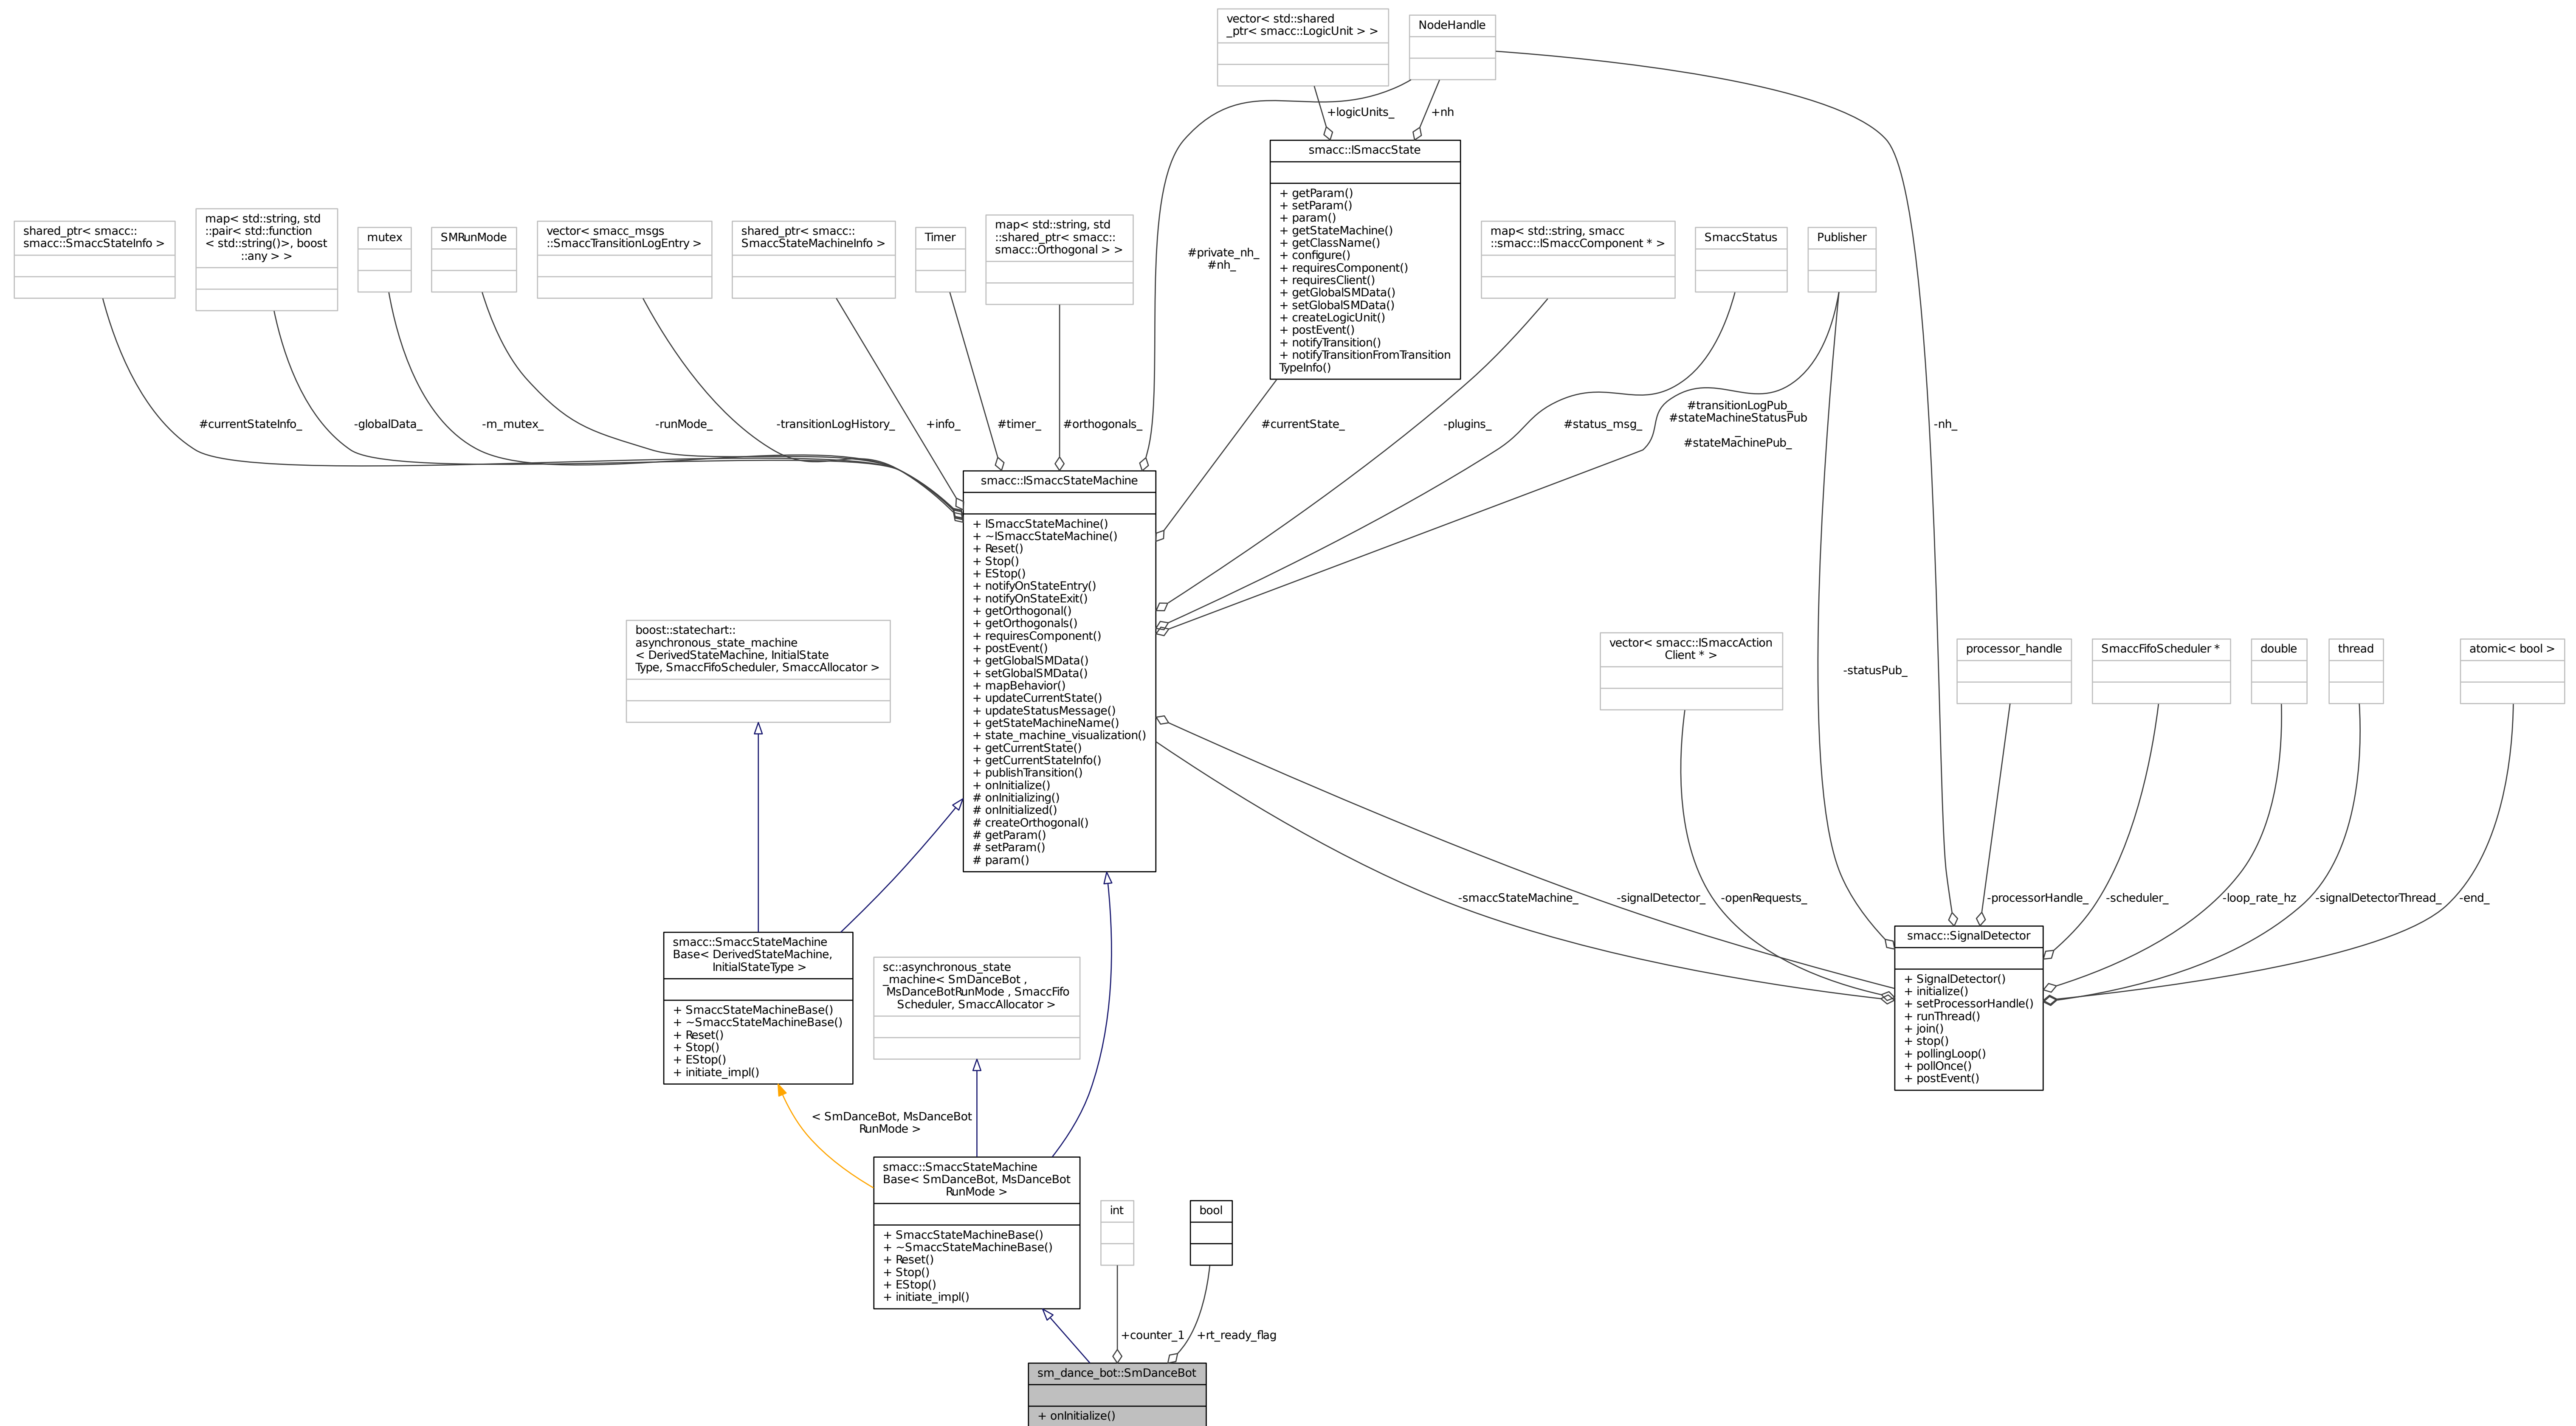 vector< std::shared
_ptr< smacc::LogicUnit > >
NodeHandle
+logicUnits_
+nh
smacc::ISmaccState
+ getParam()
+ setParam()
+ param()
+ getStateMachine()
+ getClassName()
+ configure()
+ requiresComponent()
+ requiresClient()
+ getGlobalSMData()
+ setGlobalSMData()
+ createLogicUnit()
+ postEvent()
+ notifyTransition()
+ notifyTransitionFromTransition
TypeInfo()
shared_ptr< smacc::
smacc::SmaccStateInfo >
map< std::string, std
::pair< std::function
< std::string()>, boost
::any > >
mutex
SMRunMode
vector< smacc_msgs
::SmaccTransitionLogEntry >
shared_ptr< smacc::
SmaccStateMachineInfo >
Timer
map< std::string, std
::shared_ptr< smacc::
smacc::Orthogonal > >
#private_nh_
#nh_
map< std::string, smacc
::smacc::ISmaccComponent * >
SmaccStatus
Publisher
#currentStateInfo_
-globalData_
-m_mutex_
-runMode_
-transitionLogHistory_
+info_
#timer_
#orthogonals_
#currentState_
-plugins_
#status_msg_
#transitionLogPub_
#stateMachineStatusPub
_
#stateMachinePub_
-nh_
smacc::ISmaccStateMachine
+ ISmaccStateMachine()
+ ~ISmaccStateMachine()
+ Reset()
+ Stop()
+ EStop()
+ notifyOnStateEntry()
+ notifyOnStateExit()
+ getOrthogonal()
+ getOrthogonals()
+ requiresComponent()
+ postEvent()
+ getGlobalSMData()
+ setGlobalSMData()
+ mapBehavior()
+ updateCurrentState()
+ updateStatusMessage()
+ getStateMachineName()
+ state_machine_visualization()
+ getCurrentState()
+ getCurrentStateInfo()
+ publishTransition()
+ onInitialize()
# onInitializing()
# onInitialized()
# createOrthogonal()
# getParam()
# setParam()
# param()
boost::statechart::
asynchronous_state_machine
< DerivedStateMachine, InitialState
Type, SmaccFifoScheduler, SmaccAllocator >
vector< smacc::ISmaccAction
Client * >
-statusPub_
processor_handle
SmaccFifoScheduler *
double
thread
atomic< bool >
-smaccStateMachine_
-signalDetector_
-openRequests_
-processorHandle_
-scheduler_
-loop_rate_hz
-signalDetectorThread_
-end_
smacc::SignalDetector
+ SignalDetector()
+ initialize()
+ setProcessorHandle()
+ runThread()
+ join()
+ stop()
+ pollingLoop()
+ pollOnce()
+ postEvent()
smacc::SmaccStateMachine
Base< DerivedStateMachine,
InitialStateType >
+ SmaccStateMachineBase()
+ ~SmaccStateMachineBase()
+ Reset()
+ Stop()
+ EStop()
+ initiate_impl()
sc::asynchronous_state
_machine< SmDanceBot ,
MsDanceBotRunMode , SmaccFifo
Scheduler, SmaccAllocator >
< SmDanceBot, MsDanceBot
RunMode >
smacc::SmaccStateMachine
Base< SmDanceBot, MsDanceBot
RunMode >
+ SmaccStateMachineBase()
+ ~SmaccStateMachineBase()
+ Reset()
+ Stop()
+ EStop()
+ initiate_impl()
int
bool
+counter_1
+rt_ready_flag
sm_dance_bot::SmDanceBot
+ onInitialize()